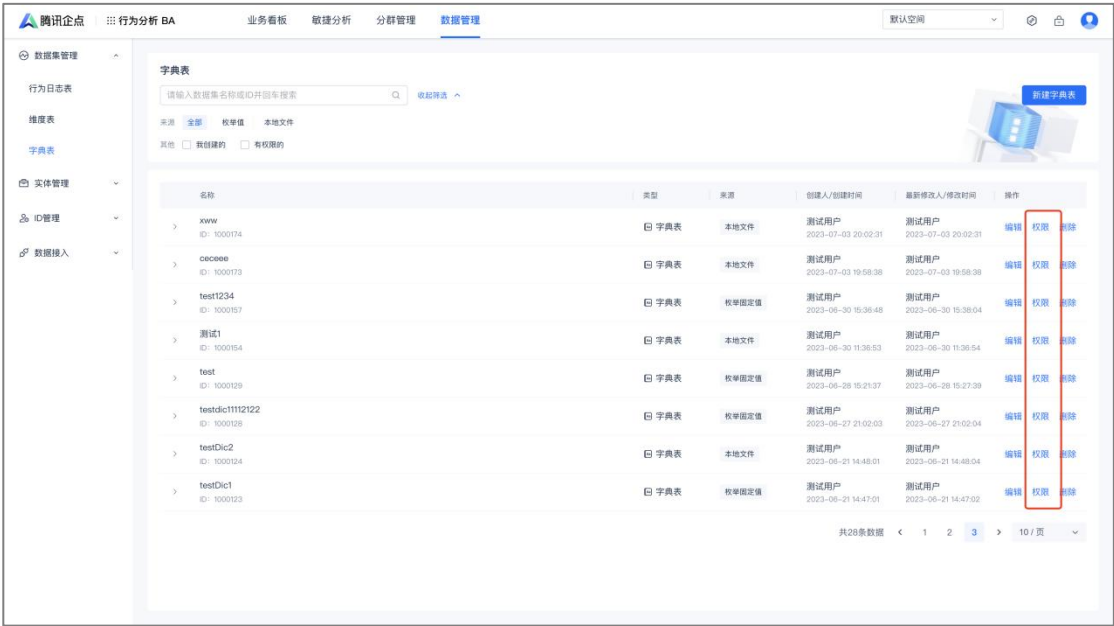 腾讯企点 行为分析 BA 业务看板 敏捷分析 分群管理 数据管理 默认空间
数据集管理
行为日志表
维度表
字典表
实体管理
ID管理
数据接入
字典表
请输入数据集名称或ID并回车搜索 收起筛选 新建字典表
来源 全部 枚举值 本地文件
其他 我创建的 有权限的
名称 类型 来源 创建人/创建时间 最新修改人/修改时间 操作
xww 字典表 本地文件 测试用户 测试用户 编辑 权限 删除
ID: 1000174 2023-07-03 20:02:31 2023-07-03 20:02:31
ceceee 字典表 本地文件 测试用户 测试用户 编辑 权限 删除
ID: 1000173 2023-07-03 19:58:38 2023-07-03 19:58:38
test1234 字典表 枚举固定值 测试用户 测试用户 编辑 权限 删除
ID: 1000157 2023-06-30 15:36:48 2023-06-30 15:38:04
测试1 字典表 本地文件 测试用户 测试用户 编辑 权限 删除
ID: 1000154 2023-06-30 11:36:53 2023-06-30 11:36:54
test 字典表 枚举固定值 测试用户 测试用户 编辑 权限 删除
ID: 1000129 2023-06-28 15:21:37 2023-06-28 15:27:39
testdic11112122 字典表 枚举固定值 测试用户 测试用户 编辑 权限 删除
ID: 1000128 2023-06-27 21:02:03 2023-06-27 21:02:04
testDic2 字典表 本地文件 测试用户 测试用户 编辑 权限 删除
ID: 1000124 2023-06-21 14:48:01 2023-06-21 14:48:04
testDic1 字典表 枚举固定值 测试用户 测试用户 编辑 权限 删除
ID: 1000123 2023-06-21 14:47:01 2023-06-21 14:47:02
共28条数据 1 2 3 10 / 页